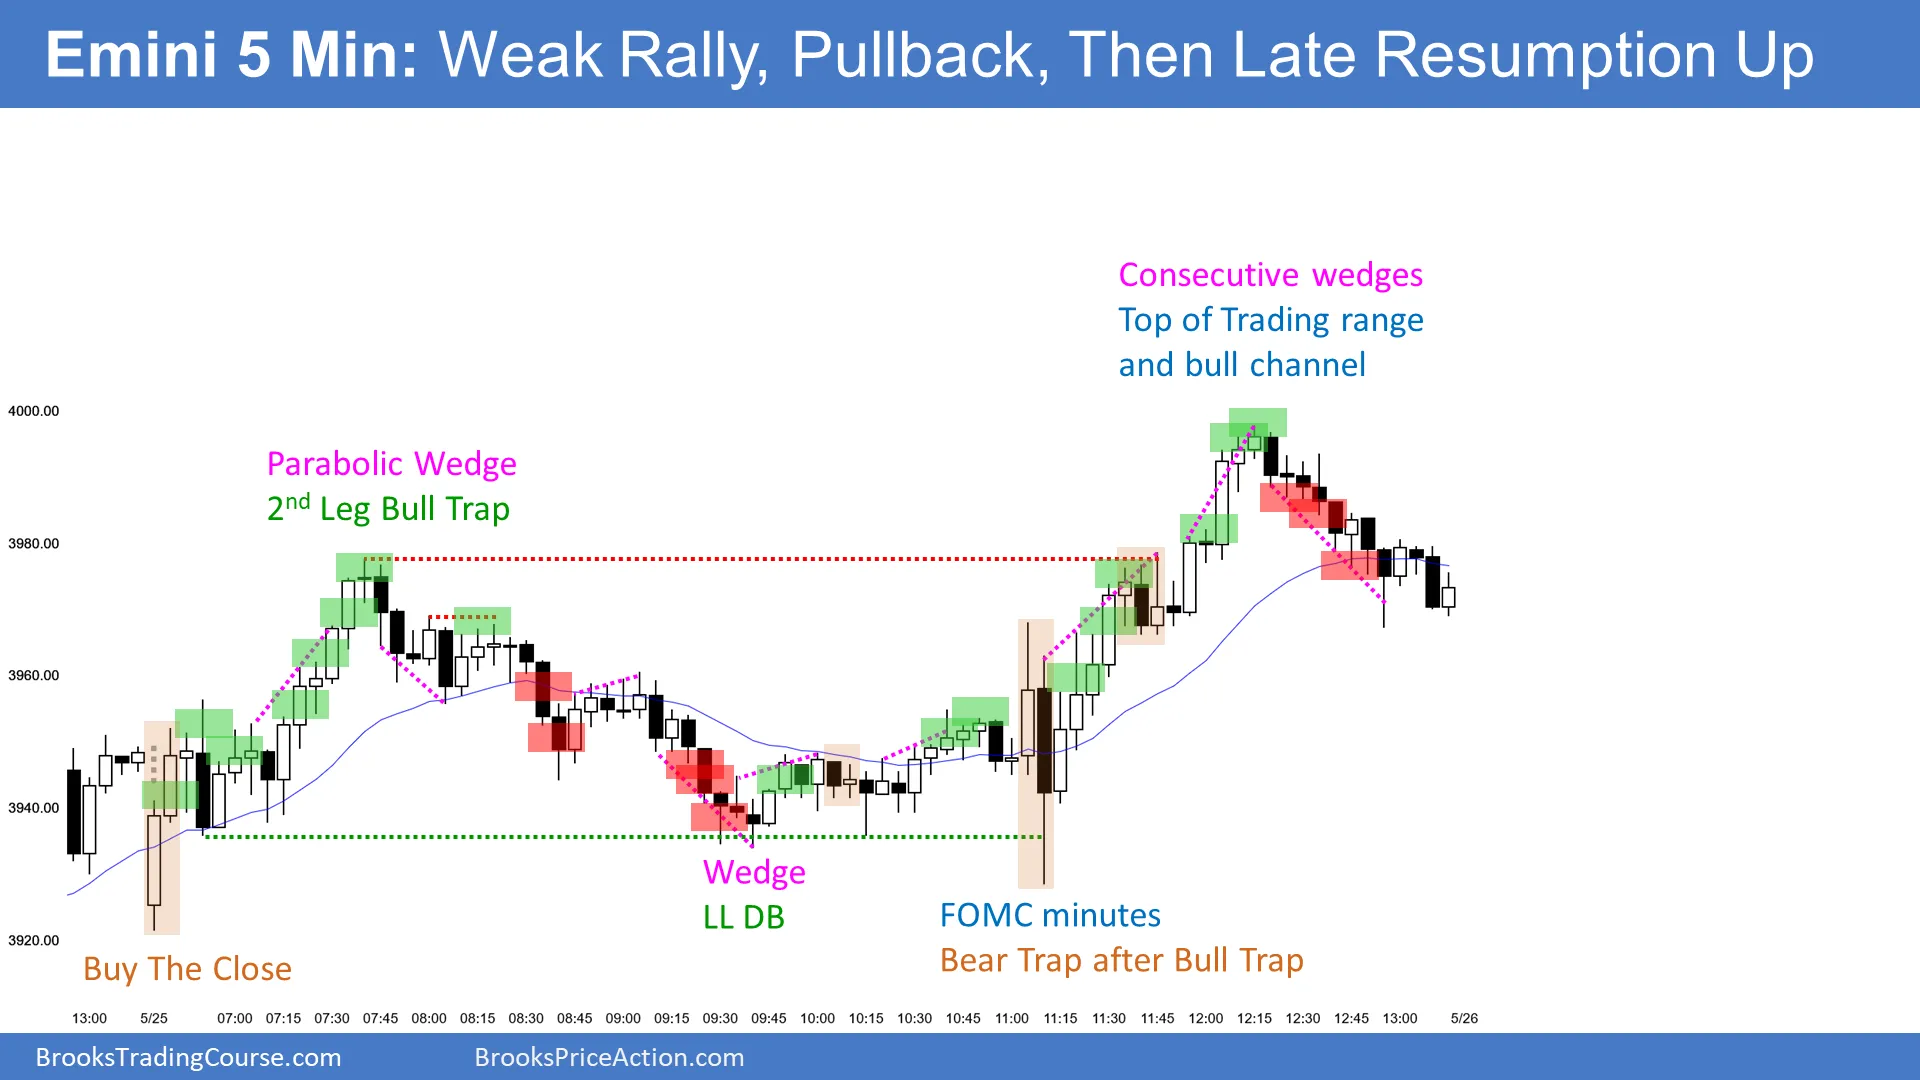 Emini 5 Min: Weak Rally, Pullback, Then Late Resumption Up
Consecutive wedges
Top of Trading range
and bull channel
4000.00
Parabolic Wedge
2nd Leg Bull Trap
3980.00
3960.00
3940.00
Wedge
LL DB
FOMC minutes
Bear Trap after Bull Trap
3920.00
Buy The Close
13:00 5/25 07:00 07:15 07:30 07:45 08:00 08:15 08:30 08:45 09:00 09:15 09:30 09:45 10:00 10:15 10:30 10:45 11:00 11:15 11:30 11:45 12:00 12:15 12:30 12:45 13:00 5/26
BrooksTradingCourse.com BrooksPriceAction.com